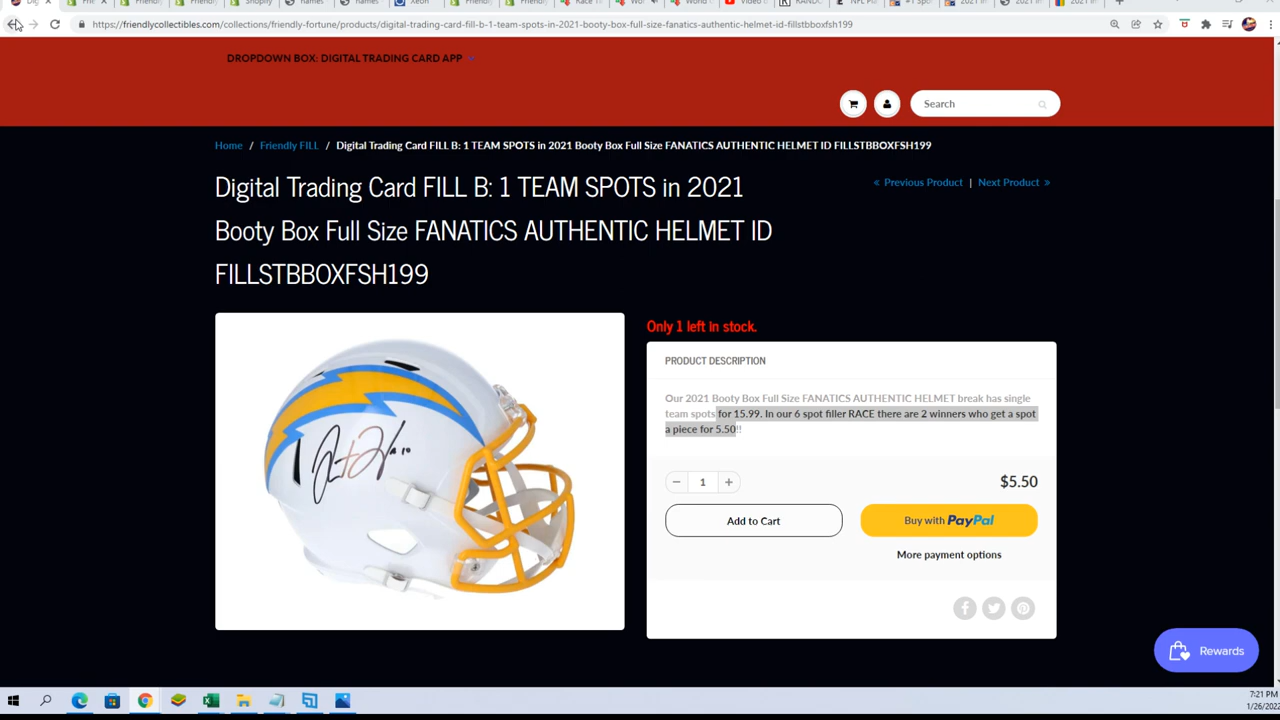 Shopify
names
names
Xeon
Race T
Video
https://friendlycollectibles.com/collections/friendly-fortune/products/digital-trading-card-fill-b-1-team-spots-in-2021-booty-box-full-size-fanatics-authentic-helmet-id-fillstbboxfsh199
DROPDOWN BOX: DIGITAL TRADING CARD APP
Search
Home / Friendly FILL / Digital Trading Card FILL B: 1 TEAM SPOTS in 2021 Booty Box Full Size FANATICS AUTHENTIC HELMET ID FILLSTBBOXFSH199
Digital Trading Card FILL B: 1 TEAM SPOTS in 2021
Booty Box Full Size FANATICS AUTHENTIC HELMET ID
FILLSTBBOXFSH199
« Previous Product | Next Product »
Only 1 left in stock.
PRODUCT DESCRIPTION
Our 2021 Booty Box Full Size FANATICS AUTHENTIC HELMET break has single
team spots for 15.99. In our 6 spot filler RACE there are 2 winners who get a spot
a piece for 5.50!!
− 1 +
$5.50
Add to Cart
Buy with PayPal
More payment options
Rewards
7:21 PM
1/26/2022